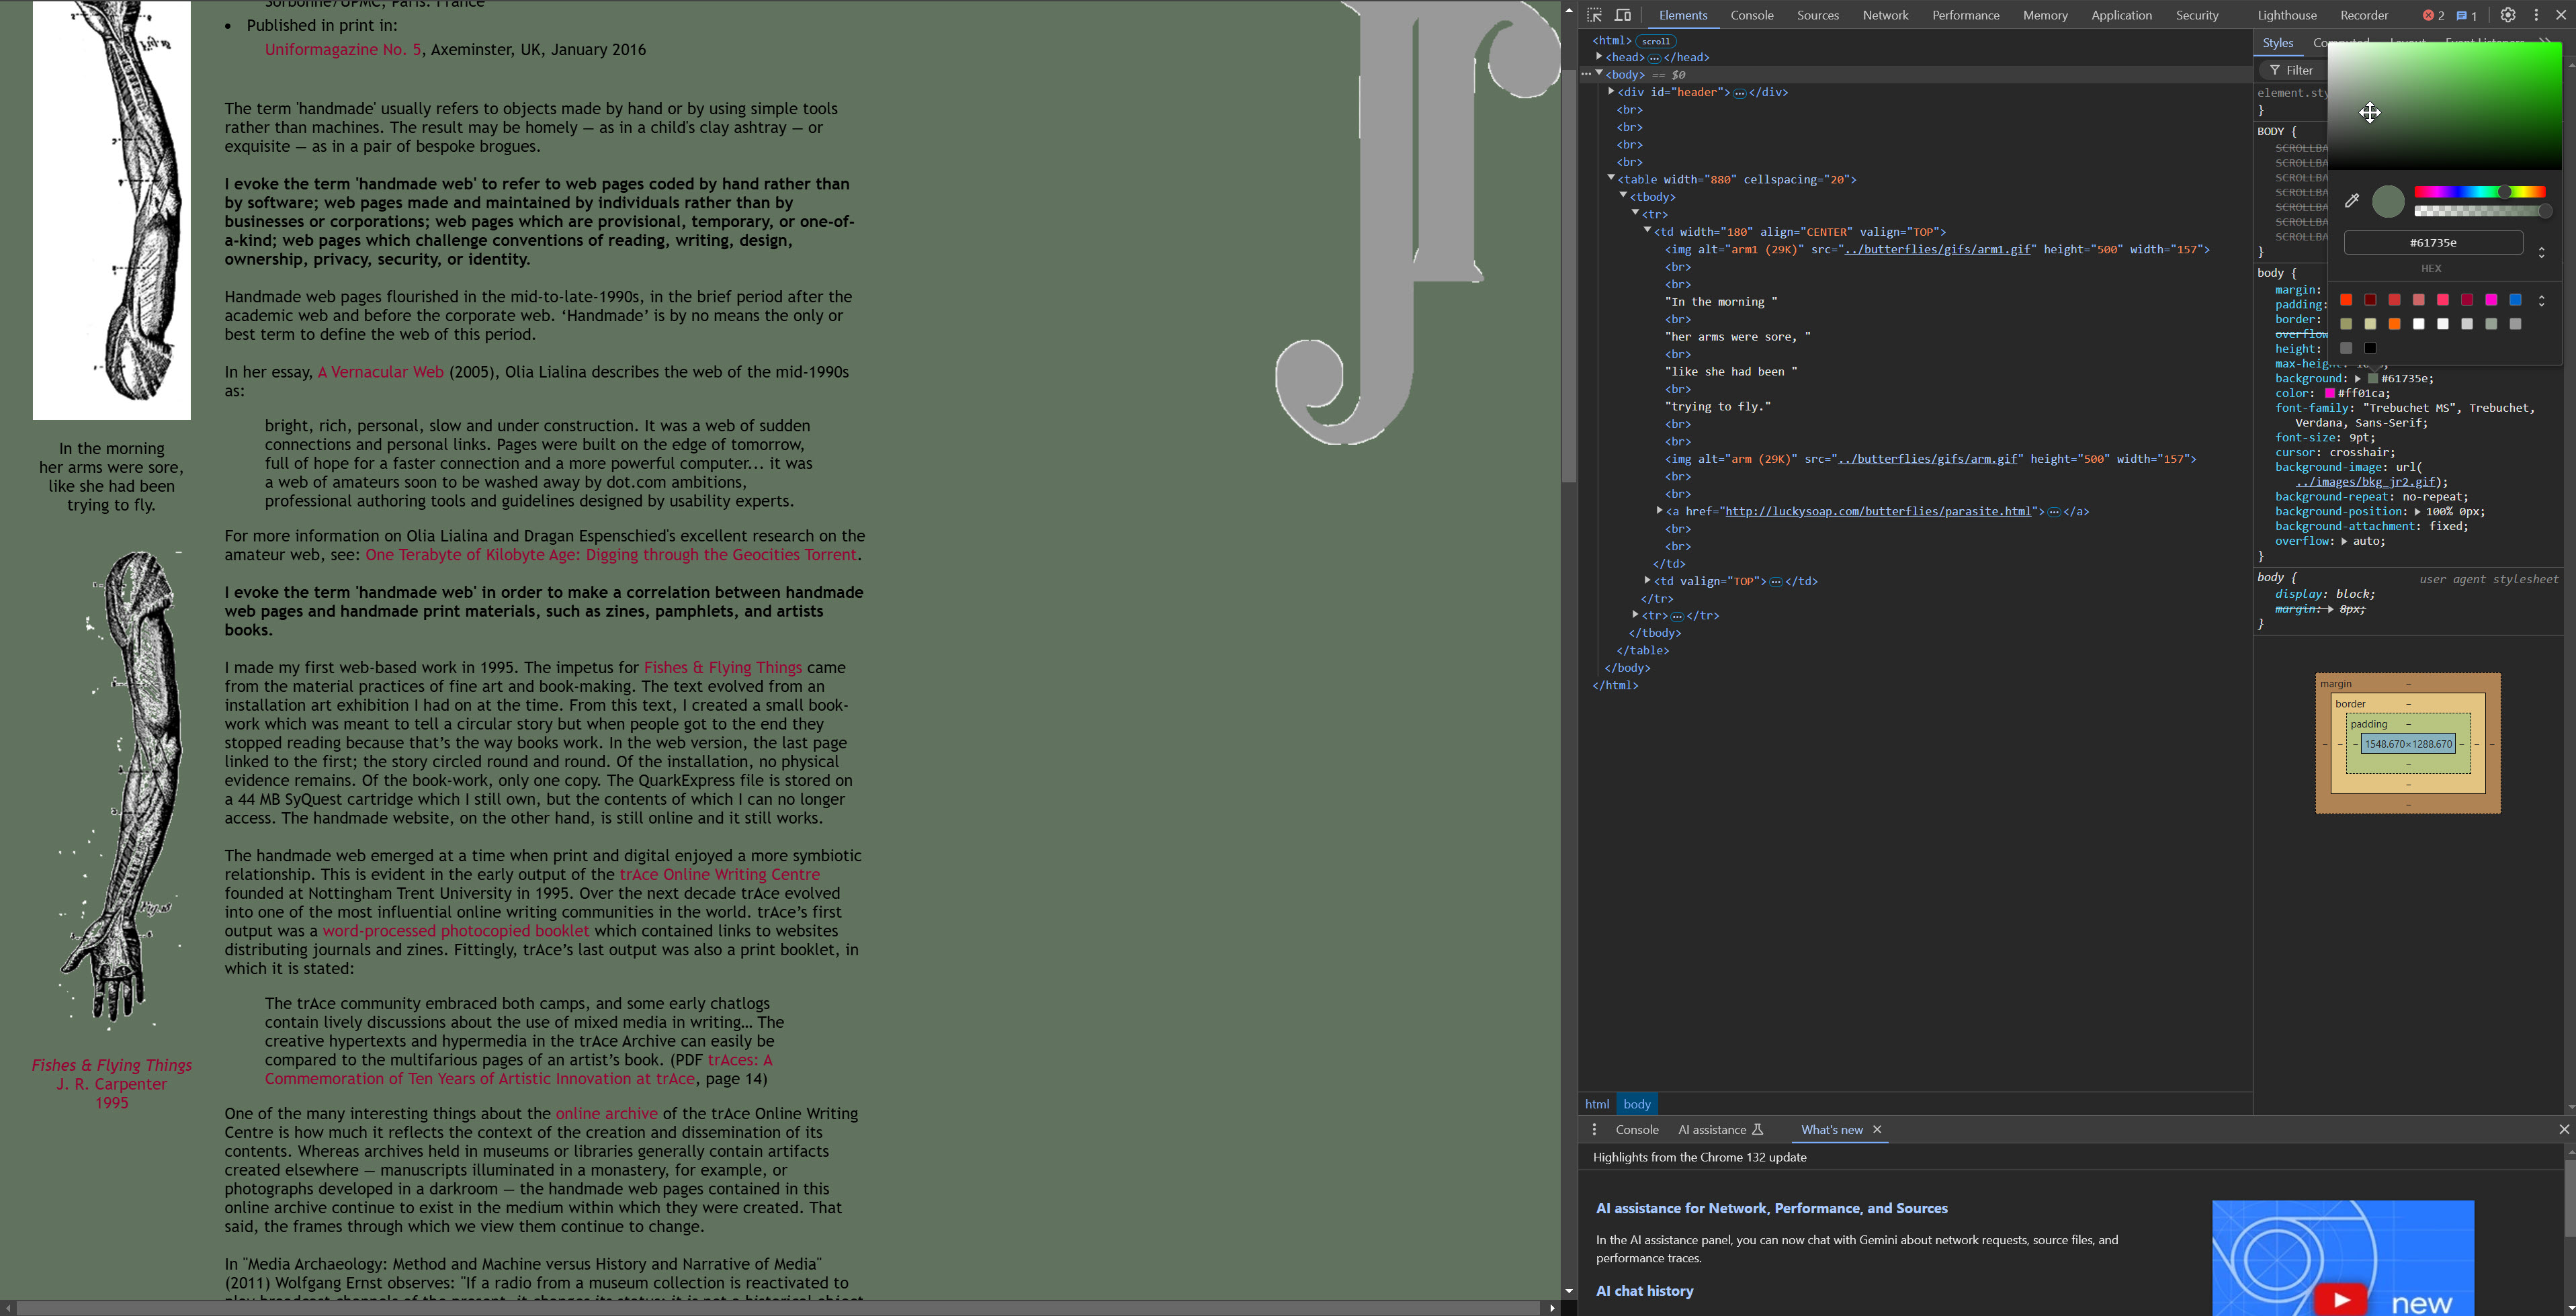 Sorbonne/UPMC, Paris. France
• Published in print in:
Uniformagazine No. 5, Axeminster, UK, January 2016
The term 'handmade' usually refers to objects made by hand or by using simple tools
rather than machines. The result may be homely — as in a child's clay ashtray — or
exquisite — as in a pair of bespoke brogues.
I evoke the term 'handmade web' to refer to web pages coded by hand rather than
by software; web pages made and maintained by individuals rather than by
businesses or corporations; web pages which are provisional, temporary, or one-of-
a-kind; web pages which challenge conventions of reading, writing, design,
ownership, privacy, security, or identity.
Handmade web pages flourished in the mid-to-late-1990s, in the brief period after the
academic web and before the corporate web. ‘Handmade’ is by no means the only or
best term to define the web of this period.
In her essay, A Vernacular Web (2005), Olia Lialina describes the web of the mid-1990s
as:
bright, rich, personal, slow and under construction. It was a web of sudden
connections and personal links. Pages were built on the edge of tomorrow,
full of hope for a faster connection and a more powerful computer... it was
a web of amateurs soon to be washed away by dot.com ambitions,
professional authoring tools and guidelines designed by usability experts.
For more information on Olia Lialina and Dragan Espenschied's excellent research on the
amateur web, see: One Terabyte of Kilobyte Age: Digging through the Geocities Torrent.
I evoke the term 'handmade web' in order to make a correlation between handmade
web pages and handmade print materials, such as zines, pamphlets, and artists
books.
I made my first web-based work in 1995. The impetus for Fishes & Flying Things came
from the material practices of fine art and book-making. The text evolved from an
installation art exhibition I had on at the time. From this text, I created a small book-
work which was meant to tell a circular story but when people got to the end they
stopped reading because that’s the way books work. In the web version, the last page
linked to the first; the story circled round and round. Of the installation, no physical
evidence remains. Of the book-work, only one copy. The QuarkExpress file is stored on
a 44 MB SyQuest cartridge which I still own, but the contents of which I can no longer
access. The handmade website, on the other hand, is still online and it still works.
The handmade web emerged at a time when print and digital enjoyed a more symbiotic
relationship. This is evident in the early output of the trAce Online Writing Centre
founded at Nottingham Trent University in 1995. Over the next decade trAce evolved
into one of the most influential online writing communities in the world. trAce’s first
output was a word-processed photocopied booklet which contained links to websites
distributing journals and zines. Fittingly, trAce’s last output was also a print booklet, in
which it is stated:
The trAce community embraced both camps, and some early chatlogs
contain lively discussions about the use of mixed media in writing… The
creative hypertexts and hypermedia in the trAce Archive can easily be
compared to the multifarious pages of an artist’s book. (PDF trAces: A
Commemoration of Ten Years of Artistic Innovation at trAce, page 14)
One of the many interesting things about the online archive of the trAce Online Writing
Centre is how much it reflects the context of the creation and dissemination of its
contents. Whereas archives held in museums or libraries generally contain artifacts
created elsewhere — manuscripts illuminated in a monastery, for example, or
photographs developed in a darkroom — the handmade web pages contained in this
online archive continue to exist in the medium within which they were created. That
said, the frames through which we view them continue to change.
In "Media Archaeology: Method and Machine versus History and Narrative of Media"
(2011) Wolfgang Ernst observes: "If a radio from a museum collection is reactivated to
In the morning
her arms were sore,
like she had been
trying to fly.
Fishes & Flying Things
J. R. Carpenter
1995
Jr
Elements Console Sources Network Performance Memory Application Security Lighthouse Recorder 2 1
<html> scroll
<head> … </head>
<body> == $0
<div id="header"> … </div>
<br>
<br>
<br>
<br>
<table width="880" cellspacing="20">
<tbody>
<tr>
<td width="180" align="CENTER" valign="TOP">
<img alt="arm1 (29K)" src="../butterflies/gifs/arm1.gif" height="500" width="157">
<br>
<br>
"In the morning "
<br>
"her arms were sore, "
<br>
"like she had been "
<br>
"trying to fly."
<br>
<br>
<img alt="arm (29K)" src="../butterflies/gifs/arm.gif" height="500" width="157">
<br>
<br>
<a href="http://luckysoap.com/butterflies/parasite.html"> … </a>
<br>
<br>
</td>
<td valign="TOP"> … </td>
</tr>
<tr> … </tr>
</tbody>
</table>
</body>
</html>
html body
Styles
Filter
element.sty
}
BODY {
SCROLLBA
SCROLLBA
SCROLLBA
SCROLLBA
SCROLLBA
SCROLLBA
SCROLLBA
}
#61735e
HEX
body {
margin:
padding:
border:
overflow
height:
max-height:
background: #61735e;
color: #ff01ca;
font-family: "Trebuchet MS", Trebuchet,
Verdana, Sans-Serif;
font-size: 9pt;
cursor: crosshair;
background-image: url(
../images/bkg_jr2.gif);
background-repeat: no-repeat;
background-position: 100% 0px;
background-attachment: fixed;
overflow: auto;
}
body { user agent stylesheet
display: block;
margin: 8px;
}
margin –
border –
padding –
1548.670×1288.670
–
–
–
Console AI assistance What's new
Highlights from the Chrome 132 update
AI assistance for Network, Performance, and Sources
In the AI assistance panel, you can now chat with Gemini about network requests, source files, and
performance traces.
AI chat history
new